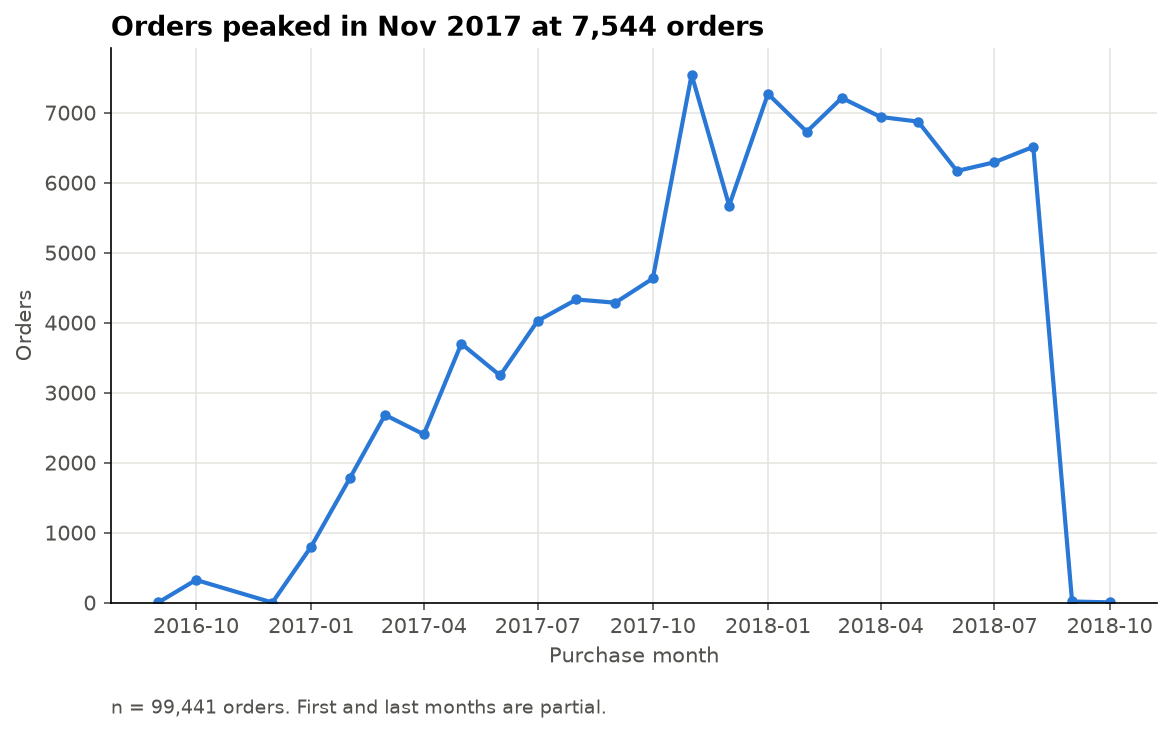 Orders peaked in Nov 2017 at 7,544 orders
7000
6000
5000
4000
3000
2000
1000
0
Orders
2016-10 2017-01 2017-04 2017-07 2017-10 2018-01 2018-04 2018-07 2018-10
Purchase month
n = 99,441 orders. First and last months are partial.